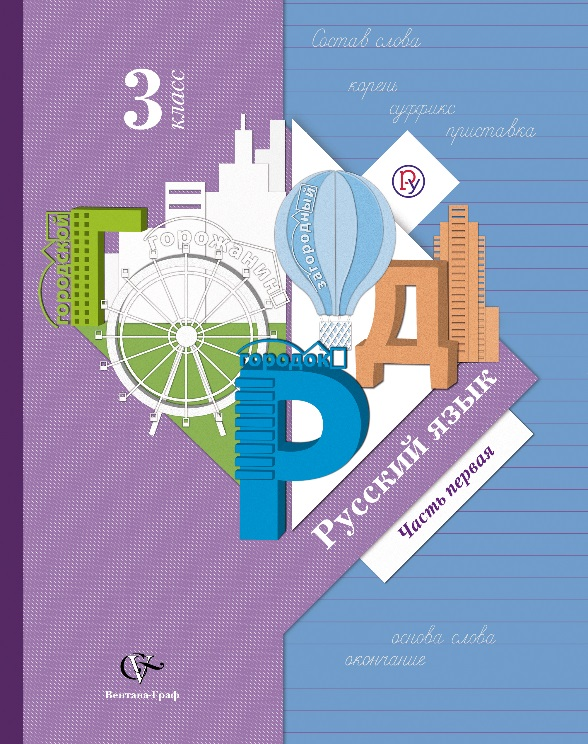 Состав слова
корень
суффикс
приставка
3
класс
РУ
городской
горожанин
загородный
городок
Г
Р
Д
Русский язык
Часть первая
основа слова
окончание
Вентана-Граф